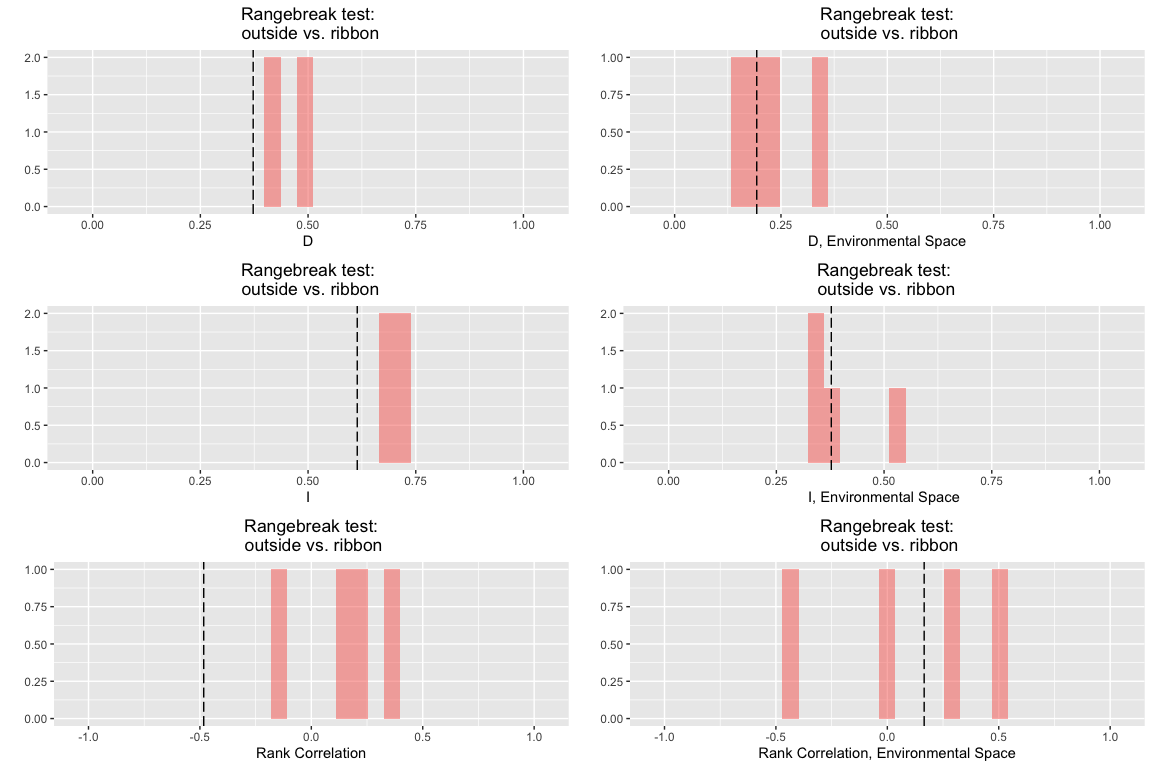 Rangebreak test:
outside vs. ribbon
2.0
1.5
1.0
0.5
0.0
0.00 0.25 0.50 0.75 1.00
D
Rangebreak test:
outside vs. ribbon
1.00
0.75
0.50
0.25
0.00
0.00 0.25 0.50 0.75 1.00
D, Environmental Space
Rangebreak test:
outside vs. ribbon
2.0
1.5
1.0
0.5
0.0
0.00 0.25 0.50 0.75 1.00
I
Rangebreak test:
outside vs. ribbon
2.0
1.5
1.0
0.5
0.0
0.00 0.25 0.50 0.75 1.00
I, Environmental Space
Rangebreak test:
outside vs. ribbon
1.00
0.75
0.50
0.25
0.00
-1.0 -0.5 0.0 0.5 1.0
Rank Correlation
Rangebreak test:
outside vs. ribbon
1.00
0.75
0.50
0.25
0.00
-1.0 -0.5 0.0 0.5 1.0
Rank Correlation, Environmental Space